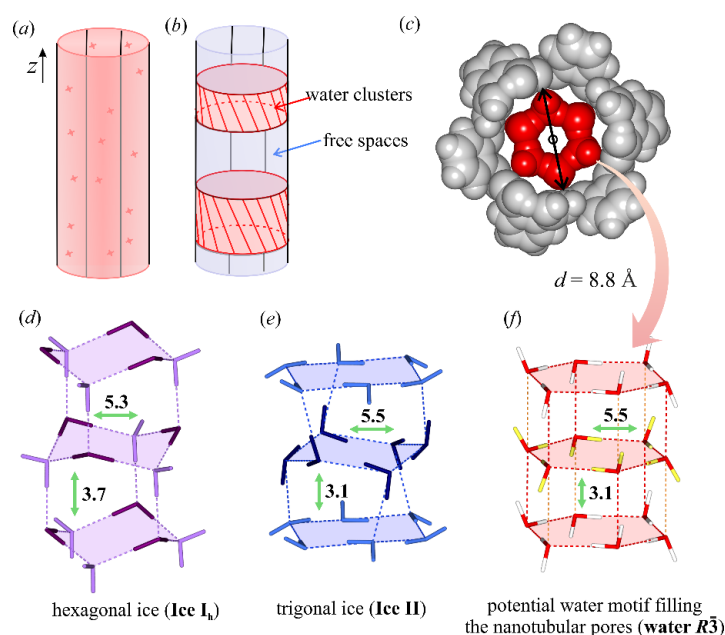 (a)
(b)
(c)
z
water clusters
free spaces
d = 8.8 Å
(d)
(e)
(f)
5.3
5.5
5.5
3.7
3.1
3.1
hexagonal ice (Ice Iₕ)
trigonal ice (Ice II)
potential water motif filling
the nanotubular pores (water R3̅)